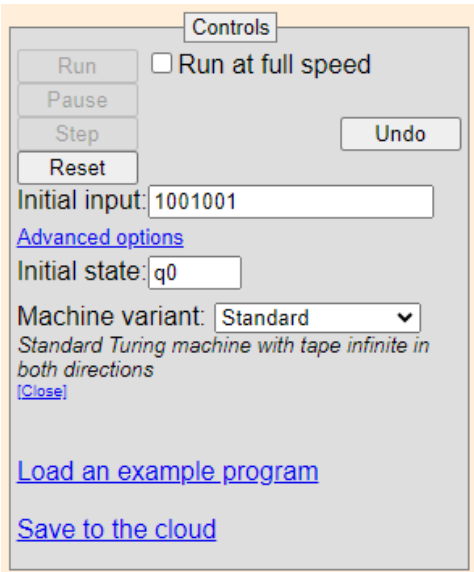 Controls
Run
Run at full speed
Pause
Step
Undo
Reset
Initial input: 1001001
Advanced options
Initial state: q0
Machine variant: Standard
Standard Turing machine with tape infinite in
both directions
[Close]
Load an example program
Save to the cloud